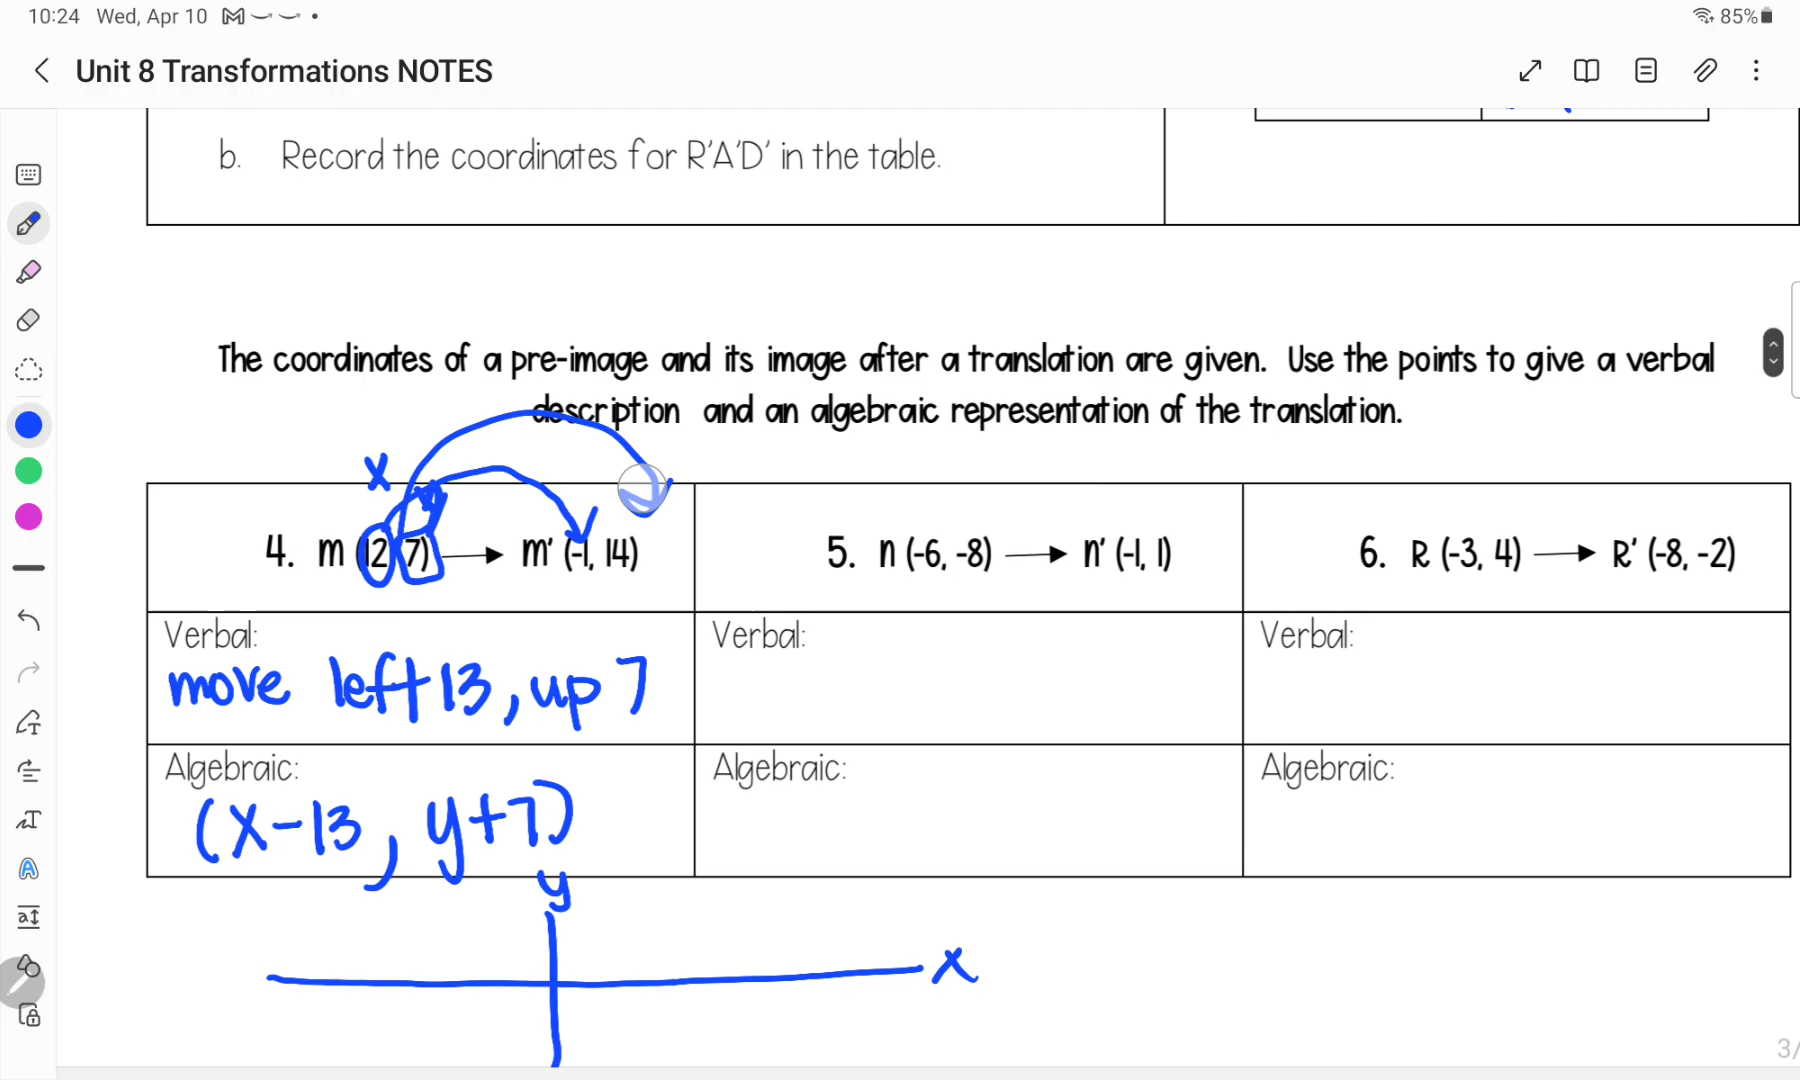 10:24 Wed, Apr 10 85%
Unit 8 Transformations NOTES
b. Record the coordinates for R'A'D' in the table.
The coordinates of a pre-image and its image after a translation are given. Use the points to give a verbal
description and an algebraic representation of the translation.
x
4. m (12, 7) → m' (-1, 14)
5. n (-6, -8) → n' (-1, 1)
6. R (-3, 4) → R' (-8, -2)
Verbal:
move left 13, up 7
Verbal:
Verbal:
Algebraic:
(x-13, y+7)
Algebraic:
Algebraic:
y
x
3/